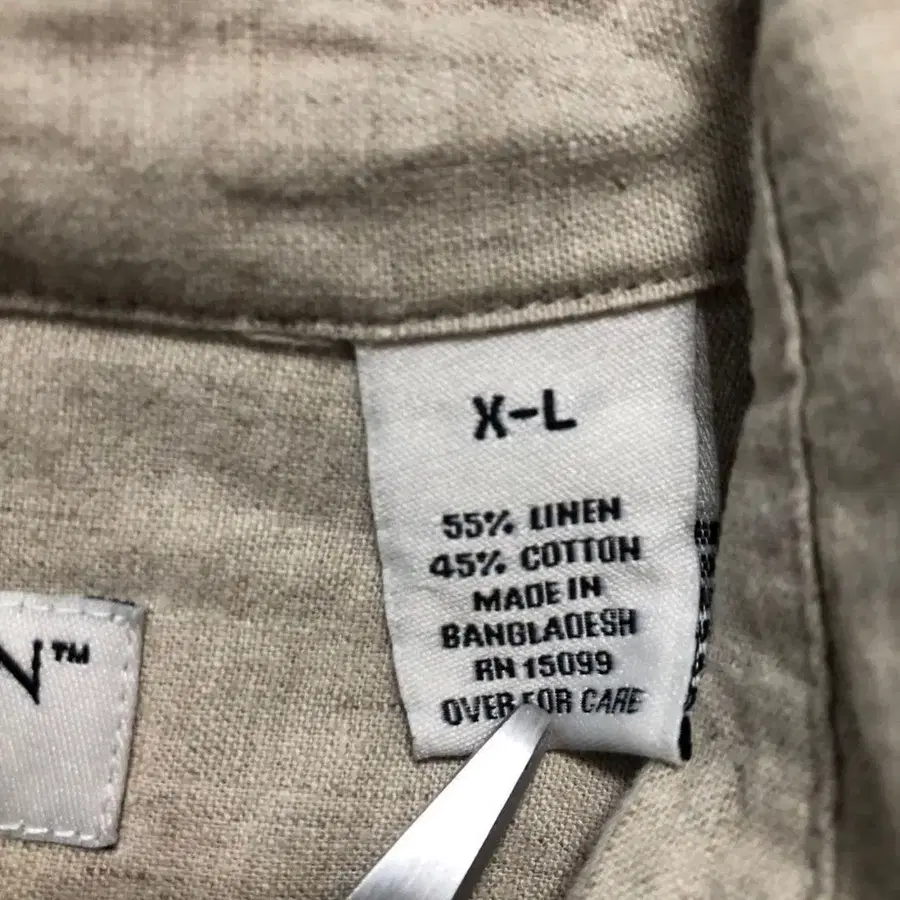 X-L
55% LINEN
45% COTTON
MADE IN
BANGLADESH
RN 15099
OVER FOR CARE
N™